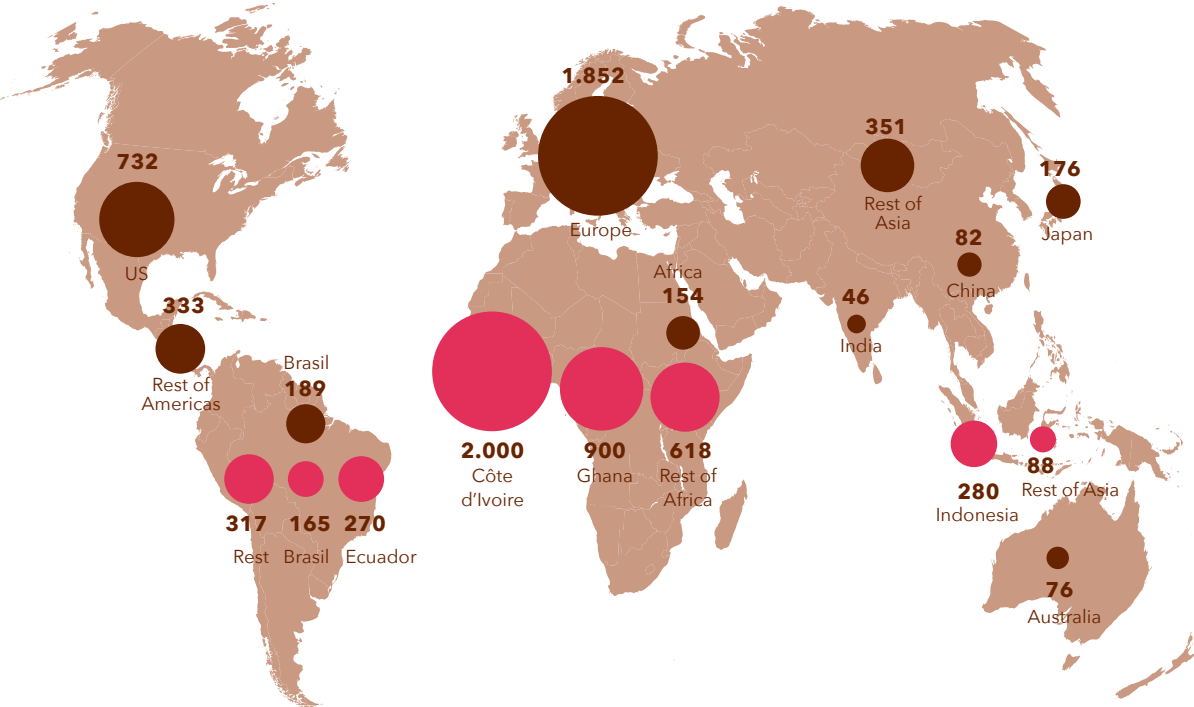 1.852
Europe
732
US
333
Rest of
Americas
Brasil
189
317
Rest
165
Brasil
270
Ecuador
Africa
154
2.000
Côte
d’Ivoire
900
Ghana
618
Rest of
Africa
351
Rest of
Asia
176
Japan
82
China
46
India
280
Indonesia
88
Rest of Asia
76
Australia